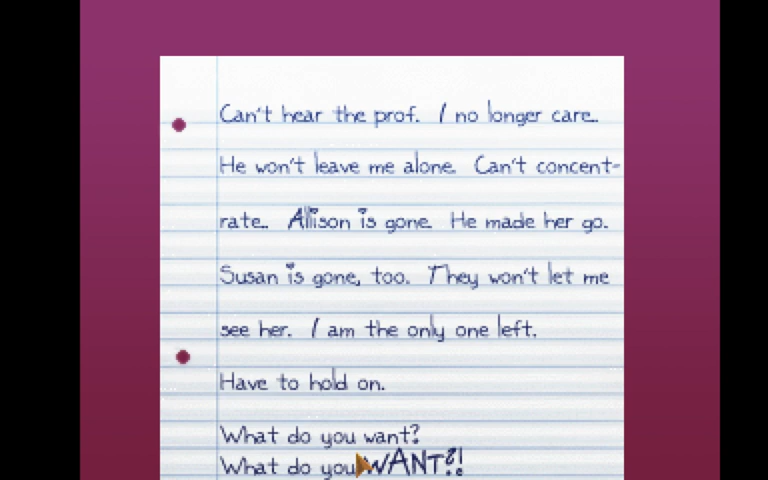 Can't hear the prof. I no longer care.
He won't leave me alone. Can't concent-
rate. Allison is gone. He made her go.
Susan is gone, too. They won't let me
see her. I am the only one left.
Have to hold on.
What do you want?
What do you WANT?!